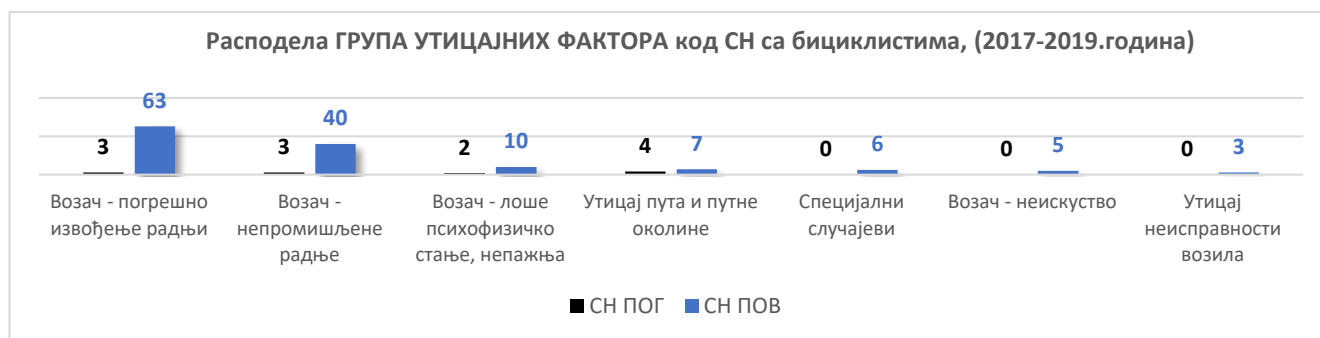 Расподела ГРУПА УТИЦАЈНИХ ФАКТОРА код СН са бициклистима, (2017-2019.година)
3 63 3 40 2 10 4 7 0 6 0 5 0 3
Возач - погрешно извођење радњи
Возач - непромишљене радње
Возач - лоше психофизичко стање, непажња
Утицај пута и путне околине
Специјални случајеви
Возач - неискуство
Утицај неисправности возила
СН ПОГ СН ПОВ